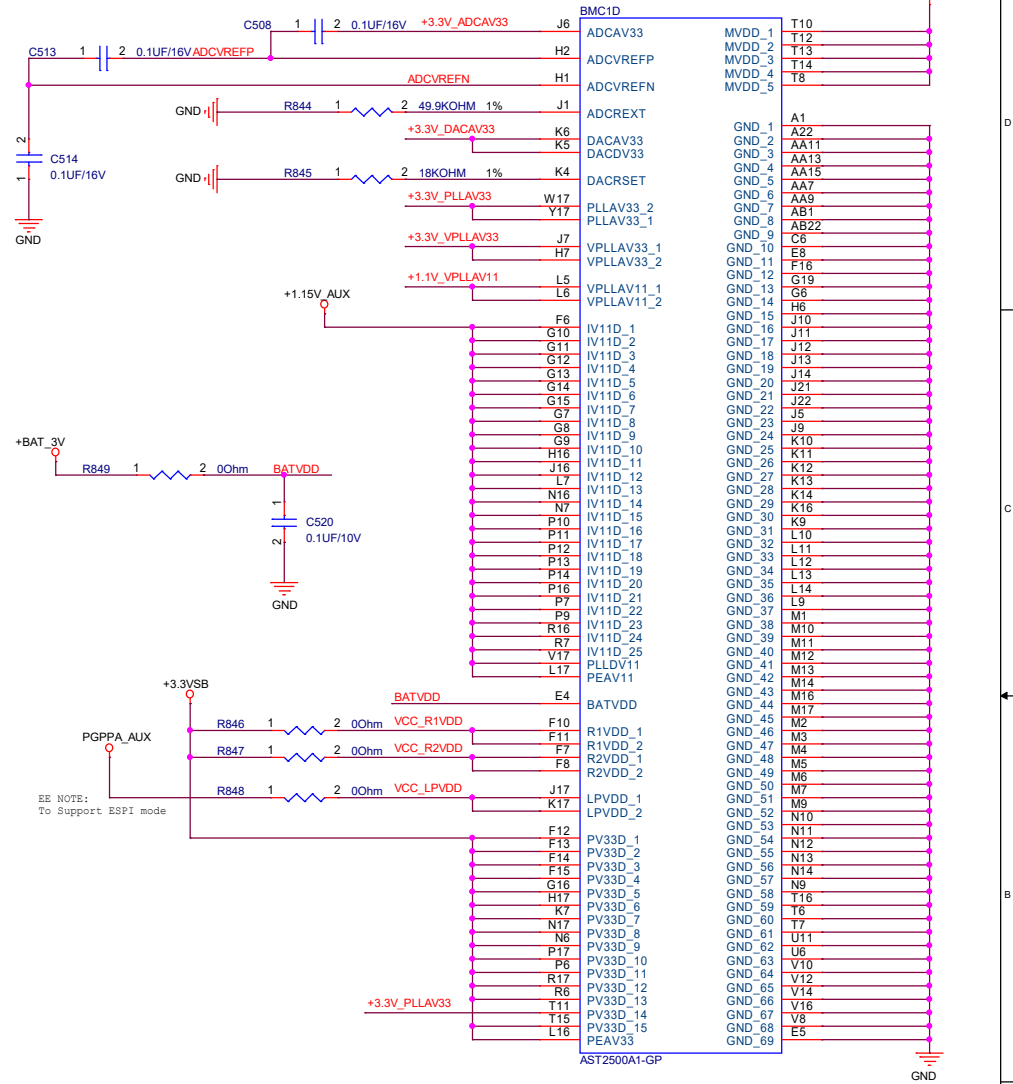 BMC1D
C508 1 2 0.1UF/16V +3.3V_ADCAV33 J6 ADCAV33
C513 1 2 0.1UF/16V ADCVREFP H2 ADCVREFP
ADCVREFN H1 ADCVREFN
GND R844 1 2 49.9KOHM 1% J1 ADCREXT
+3.3V_DACAV33 K6 DACAV33
K5 DACDV33
2 1 C514 0.1UF/16V
GND
GND R845 1 2 18KOHM 1% K4 DACRSET
+3.3V_PLLAV33 W17 PLLAV33_2
Y17 PLLAV33_1
+3.3V_VPLLAV33 J7 VPLLAV33_1
H7 VPLLAV33_2
+1.1V_VPLLAV11 L5 VPLLAV11_1
L6 VPLLAV11_2
+1.15V_AUX
F6 IV11D_1
G10 IV11D_2
G11 IV11D_3
G12 IV11D_4
G13 IV11D_5
G14 IV11D_6
G15 IV11D_7
G7 IV11D_8
G8 IV11D_9
G9 IV11D_10
H16 IV11D_11
J16 IV11D_12
L7 IV11D_13
N16 IV11D_14
N7 IV11D_15
P10 IV11D_16
P11 IV11D_17
P12 IV11D_18
P13 IV11D_19
P14 IV11D_20
P16 IV11D_21
P7 IV11D_22
P9 IV11D_23
R16 IV11D_24
R7 IV11D_25
V17 PLLDV11
L17 PEAV11
+BAT_3V
R849 1 2 0Ohm BATVDD
1 2 C520 0.1UF/10V
GND
BATVDD E4 BATVDD
+3.3VSB
R846 1 2 0Ohm VCC_R1VDD F10 R1VDD_1
F11 R1VDD_2
PGPPA_AUX
R847 1 2 0Ohm VCC_R2VDD F7 R2VDD_1
F8 R2VDD_2
R848 1 2 0Ohm VCC_LPVDD J17 LPVDD_1
K17 LPVDD_2
EE NOTE:
To Support ESPI mode
F12 PV33D_1
F13 PV33D_2
F14 PV33D_3
F15 PV33D_4
G16 PV33D_5
H17 PV33D_6
K7 PV33D_7
N17 PV33D_8
N6 PV33D_9
P17 PV33D_10
P6 PV33D_11
R17 PV33D_12
R6 PV33D_13
+3.3V_PLLAV33 T11 PV33D_14
T15 PV33D_15
L16 PEAV33
AST2500A1-GP
MVDD_1 T10
MVDD_2 T12
MVDD_3 T13
MVDD_4 T14
MVDD_5 T8
GND_1 A1
GND_2 A22
GND_3 AA11
GND_4 AA13
GND_5 AA15
GND_6 AA7
GND_7 AA9
GND_8 AB1
GND_9 AB22
GND_10 C6
GND_11 E8
GND_12 F16
GND_13 G19
GND_14 G6
GND_15 H6
GND_16 J10
GND_17 J11
GND_18 J12
GND_19 J13
GND_20 J14
GND_21 J21
GND_22 J22
GND_23 J5
GND_24 J9
GND_25 K10
GND_26 K11
GND_27 K12
GND_28 K13
GND_29 K14
GND_30 K16
GND_31 K9
GND_32 L10
GND_33 L11
GND_34 L12
GND_35 L13
GND_36 L14
GND_37 L9
GND_38 M1
GND_39 M10
GND_40 M11
GND_41 M12
GND_42 M13
GND_43 M14
GND_44 M16
GND_45 M17
GND_46 M2
GND_47 M3
GND_48 M4
GND_49 M5
GND_50 M6
GND_51 M7
GND_52 M9
GND_53 N10
GND_54 N11
GND_55 N12
GND_56 N13
GND_57 N14
GND_58 N9
GND_59 T16
GND_60 T6
GND_61 T7
GND_62 U11
GND_63 U6
GND_64 V10
GND_65 V12
GND_66 V14
GND_67 V16
GND_68 V8
GND_69 E5
GND
D
C
B